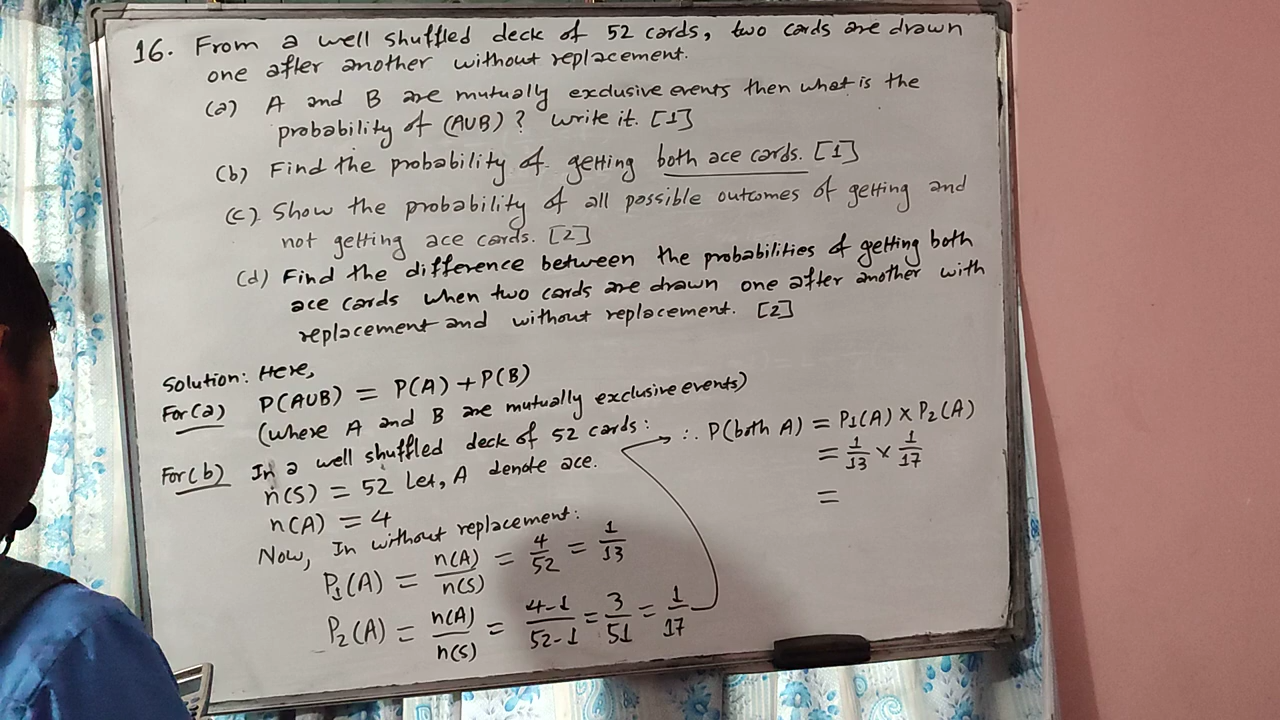 16. From a well shuffled deck of 52 cards, two cards are drawn
one after another without replacement.
(a) A and B are mutually exclusive events then what is the
probability of (AUB)? Write it. [1]
(b) Find the probability of getting both ace cards. [1]
(c) Show the probability of all possible outcomes of getting and
not getting ace cards. [2]
(d) Find the difference between the probabilities of getting both
ace cards when two cards are drawn one after another with
replacement and without replacement. [2]
Solution: Here,
For(a) P(AUB) = P(A) + P(B)
(where A and B are mutually exclusive events)
For(b) In a well shuffled deck of 52 cards:
n(S) = 52 Let, A denote ace.
n(A) = 4
Now, In without replacement:
P₁(A) = n(A)/n(S) = 4/52 = 1/13
P₂(A) = n(A)/n(S) = 4-1/52-1 = 3/51 = 1/17
∴ P(both A) = P₁(A) × P₂(A)
= 1/13 × 1/17
=